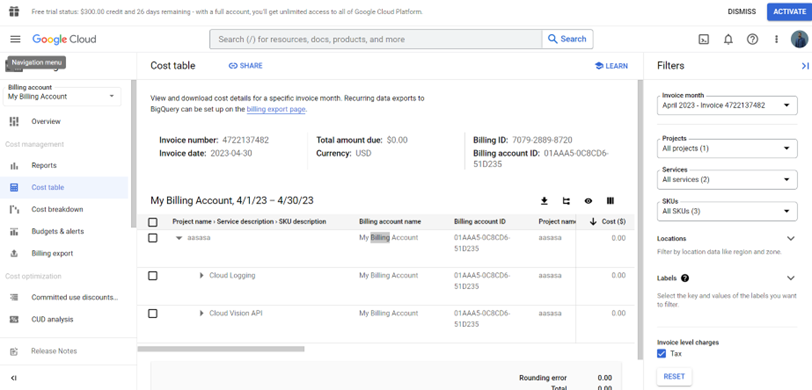 Free trial status: $300.00 credit and 26 days remaining - with a full account, you'll get unlimited access to all of Google Cloud Platform.
DISMISS
ACTIVATE
Google Cloud
Search (/) for resources, docs, products, and more
Search
Navigation menu
Billing account
My Billing Account
Overview
Cost management
Reports
Cost table
Cost breakdown
Budgets & alerts
Billing export
Cost optimization
Committed use discounts...
CUD analysis
Release Notes
Cost table
SHARE
LEARN
View and download cost details for a specific invoice month. Recurring data exports to
BigQuery can be set up on the billing export page.
Invoice number: 4722137482
Invoice date: 2023-04-30
Total amount due: $0.00
Currency: USD
Billing ID: 7079-2889-8720
Billing account ID: 01AAA5-0C8CD6-
51D235
My Billing Account, 4/1/23 – 4/30/23
Project name › Service description › SKU description
Billing account name
Billing account ID
Project name
Cost ($)
aasasa
My Billing Account
01AAA5-0C8CD6-
51D235
aasasa
0.00
Cloud Logging
My Billing Account
01AAA5-0C8CD6-
51D235
aasasa
0.00
Cloud Vision API
My Billing Account
01AAA5-0C8CD6-
51D235
aasasa
0.00
Rounding error
0.00
Total
0.00
Filters
Invoice month
April 2023 - Invoice 4722137482
Projects
All projects (1)
Services
All services (2)
SKUs
All SKUs (3)
Locations
Filter by location data like region and zone.
Labels
Select the key and values of the labels you want
to filter.
Invoice level charges
Tax
RESET